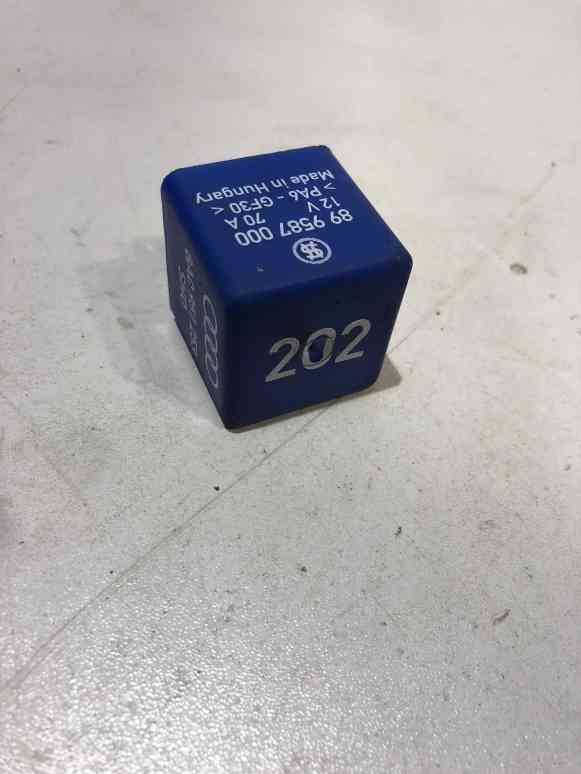 89 9587 000
12 V 70 A
> PA6 - GF30 <
Made in Hungary
202